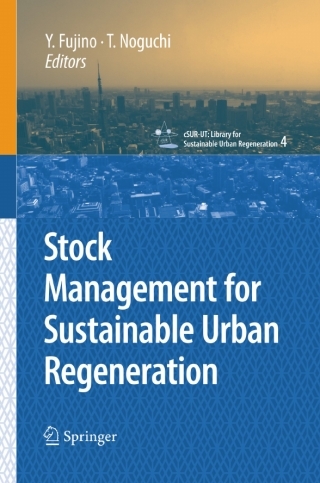 Y. Fujino · T. Noguchi
Editors
cSUR-UT: Library for
Sustainable Urban Regeneration 4
Stock
Management for
Sustainable Urban
Regeneration
Springer